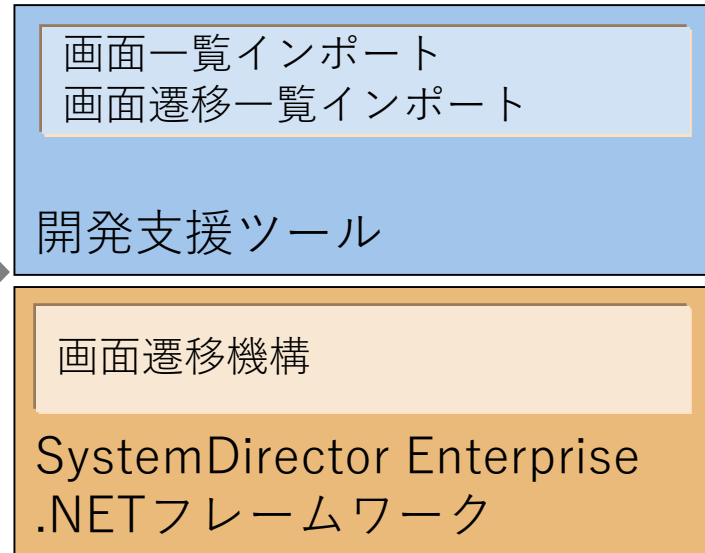 画面一覧インポート
画面遷移一覧インポート
開発支援ツール
画面遷移機構
SystemDirector Enterprise
.NETフレームワーク